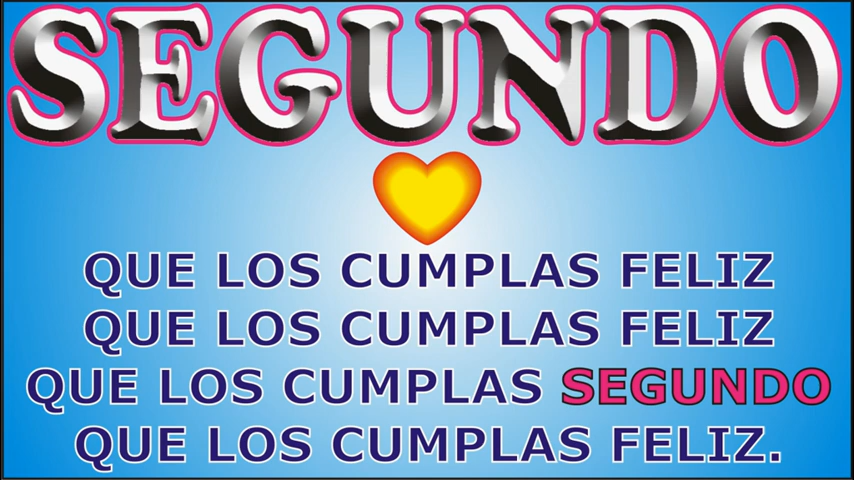 SEGUNDO
QUE LOS CUMPLAS FELIZ
QUE LOS CUMPLAS FELIZ
QUE LOS CUMPLAS SEGUNDO
QUE LOS CUMPLAS FELIZ.